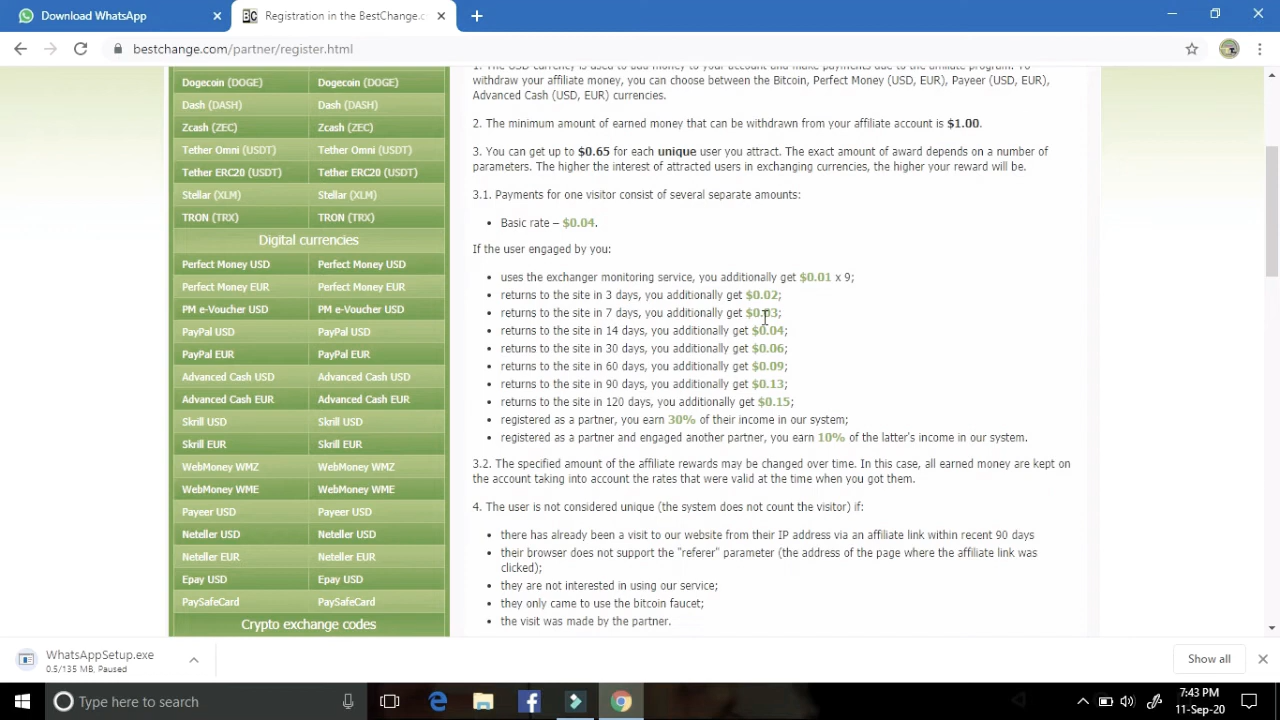 Download WhatsApp
Registration in the BestChange.c
bestchange.com/partner/register.html
Dogecoin (DOGE) Dogecoin (DOGE)
Dash (DASH) Dash (DASH)
Zcash (ZEC) Zcash (ZEC)
Tether Omni (USDT) Tether Omni (USDT)
Tether ERC20 (USDT) Tether ERC20 (USDT)
Stellar (XLM) Stellar (XLM)
TRON (TRX) TRON (TRX)
Digital currencies
Perfect Money USD Perfect Money USD
Perfect Money EUR Perfect Money EUR
PM e-Voucher USD PM e-Voucher USD
PayPal USD PayPal USD
PayPal EUR PayPal EUR
Advanced Cash USD Advanced Cash USD
Advanced Cash EUR Advanced Cash EUR
Skrill USD Skrill USD
Skrill EUR Skrill EUR
WebMoney WMZ WebMoney WMZ
WebMoney WME WebMoney WME
Payeer USD Payeer USD
Neteller USD Neteller USD
Neteller EUR Neteller EUR
Epay USD Epay USD
PaySafeCard PaySafeCard
Crypto exchange codes
1. The USD currency is used to add money to your account and make payments due to the affiliate program. To
withdraw your affiliate money, you can choose between the Bitcoin, Perfect Money (USD, EUR), Payeer (USD, EUR),
Advanced Cash (USD, EUR) currencies.
2. The minimum amount of earned money that can be withdrawn from your affiliate account is $1.00.
3. You can get up to $0.65 for each unique user you attract. The exact amount of award depends on a number of
parameters. The higher the interest of attracted users in exchanging currencies, the higher your reward will be.
3.1. Payments for one visitor consist of several separate amounts:
• Basic rate – $0.04.
If the user engaged by you:
• uses the exchanger monitoring service, you additionally get $0.01 x 9;
• returns to the site in 3 days, you additionally get $0.02;
• returns to the site in 7 days, you additionally get $0.03;
• returns to the site in 14 days, you additionally get $0.04;
• returns to the site in 30 days, you additionally get $0.06;
• returns to the site in 60 days, you additionally get $0.09;
• returns to the site in 90 days, you additionally get $0.13;
• returns to the site in 120 days, you additionally get $0.15;
• registered as a partner, you earn 30% of their income in our system;
• registered as a partner and engaged another partner, you earn 10% of the latter's income in our system.
3.2. The specified amount of the affiliate rewards may be changed over time. In this case, all earned money are kept on
the account taking into account the rates that were valid at the time when you got them.
4. The user is not considered unique (the system does not count the visitor) if:
• there has already been a visit to our website from their IP address via an affiliate link within recent 90 days
• their browser does not support the "referer" parameter (the address of the page where the affiliate link was
clicked);
• they are not interested in using our service;
• they only came to use the bitcoin faucet;
• the visit was made by the partner.
WhatsAppSetup.exe
0.5/135 MB, Paused
Show all
Type here to search
7:43 PM
11-Sep-20